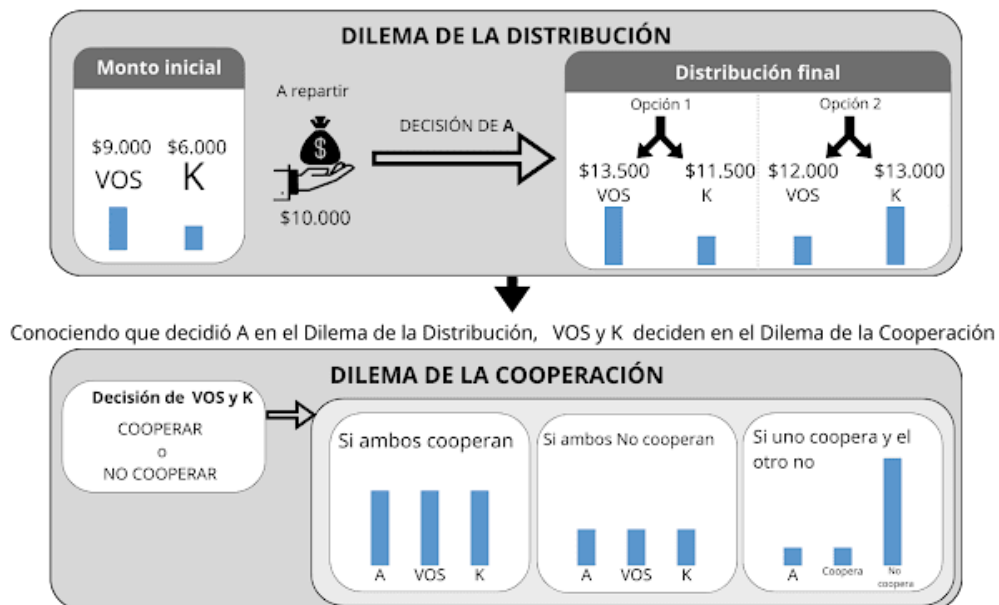 DILEMA DE LA DISTRIBUCIÓN
Monto inicial
$9.000 $6.000
VOS K
A repartir
$
$10.000
DECISIÓN DE A
Distribución final
Opción 1
Opción 2
$13.500 $11.500 $12.000 $13.000
VOS K VOS K
Conociendo que decidió A en el Dilema de la Distribución, VOS y K deciden en el Dilema de la Cooperación
DILEMA DE LA COOPERACIÓN
Decisión de VOS y K
COOPERAR
o
NO COOPERAR
Si ambos cooperan
A VOS K
Si ambos No cooperan
A VOS K
Si uno coopera y el
otro no
A Coopera No
coopera